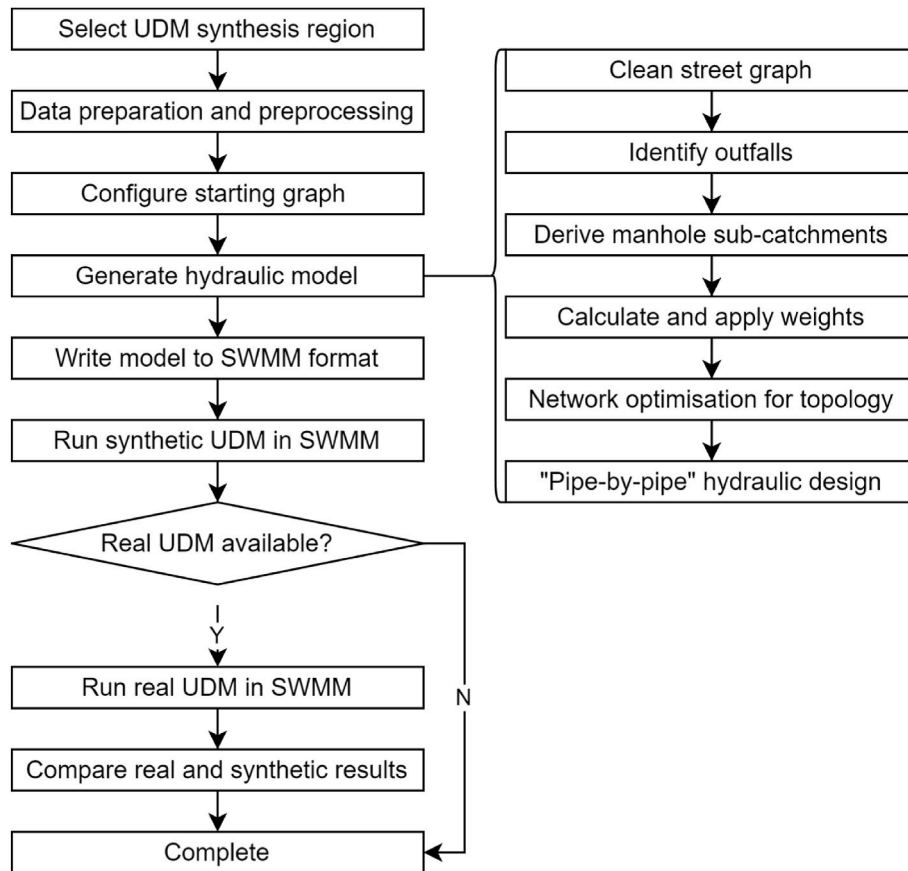 Select UDM synthesis region
Data preparation and preprocessing
Configure starting graph
Generate hydraulic model
Write model to SWMM format
Run synthetic UDM in SWMM
Real UDM available?
Y
N
Run real UDM in SWMM
Compare real and synthetic results
Complete
Clean street graph
Identify outfalls
Derive manhole sub-catchments
Calculate and apply weights
Network optimisation for topology
"Pipe-by-pipe" hydraulic design